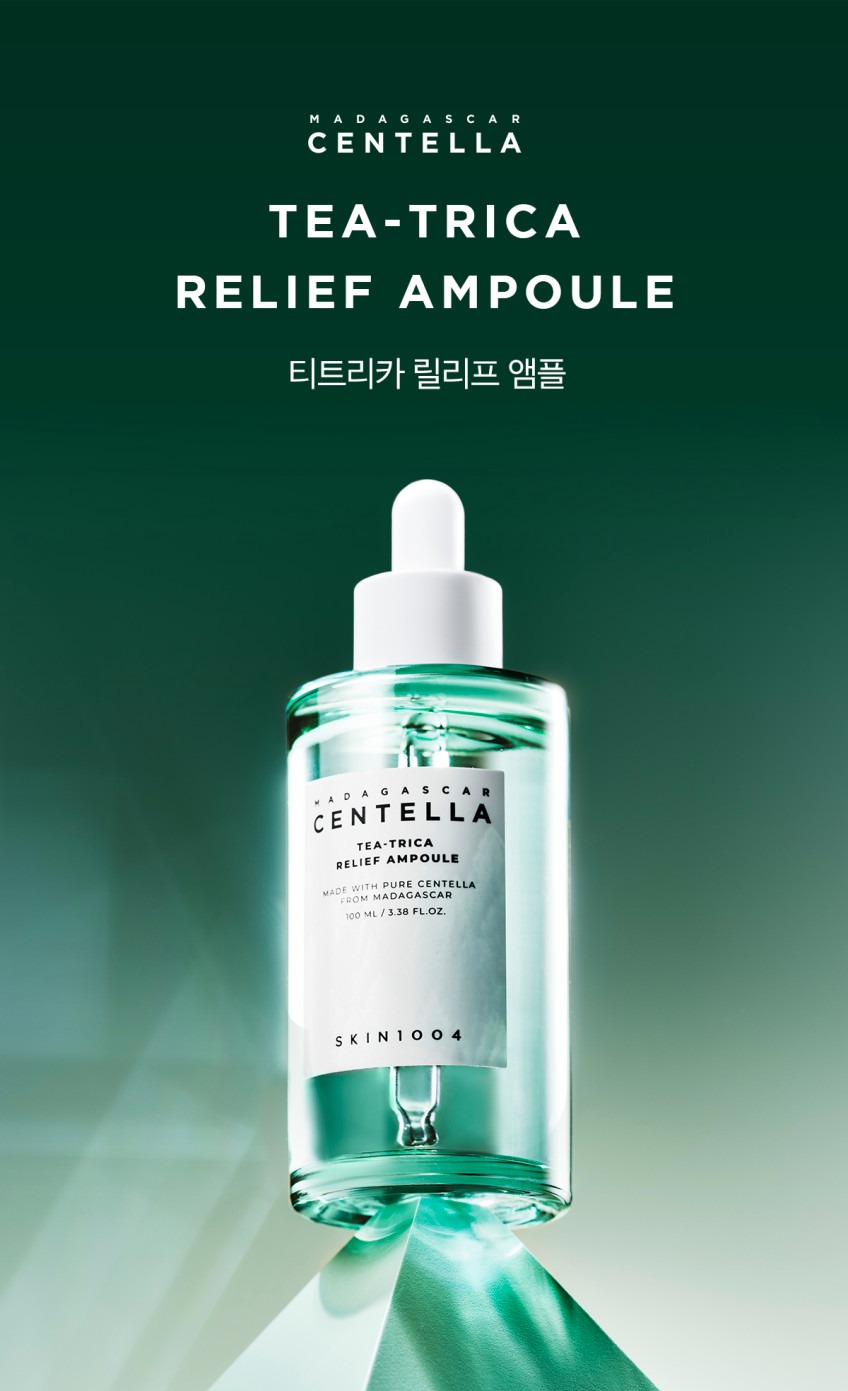 MADAGASCAR
CENTELLA
TEA-TRICA
RELIEF AMPOULE
티트리카 릴리프 앰플
MADAGASCAR
CENTELLA
TEA-TRICA
RELIEF AMPOULE
MADE WITH PURE CENTELLA
FROM MADAGASCAR
100 ML / 3.38 FL.OZ.
SKIN1004